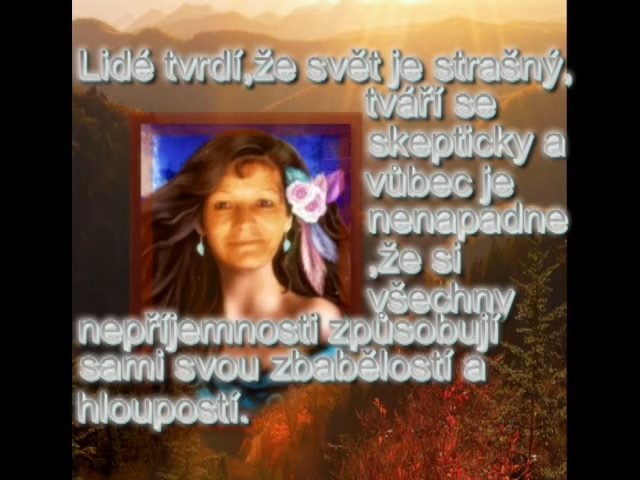 Lidé tvrdí,že svět je strašný,
tváří se
skepticky a
vůbec je
nenapadne
,že si
všechny
nepříjemnosti způsobují
sami svou zbabělostí a
hloupostí.